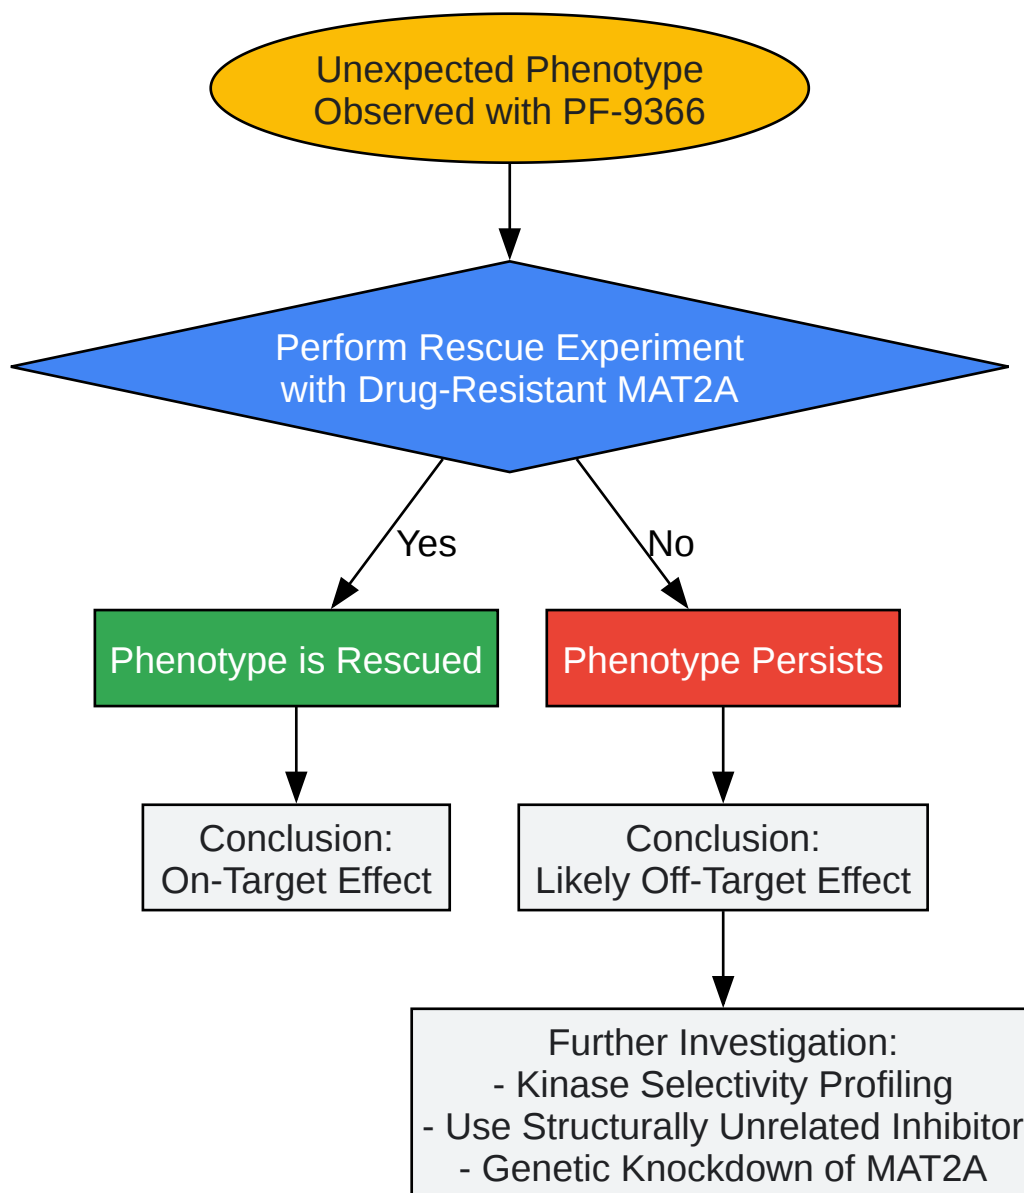 Unexpected Phenotype
Observed with PF-9366
Perform Rescue Experiment
with Drug-Resistant MAT2A
Yes
No
Phenotype is Rescued
Phenotype Persists
Conclusion:
On-Target Effect
Conclusion:
Likely Off-Target Effect
Further Investigation:
- Kinase Selectivity Profiling
- Use Structurally Unrelated Inhibitor
- Genetic Knockdown of MAT2A